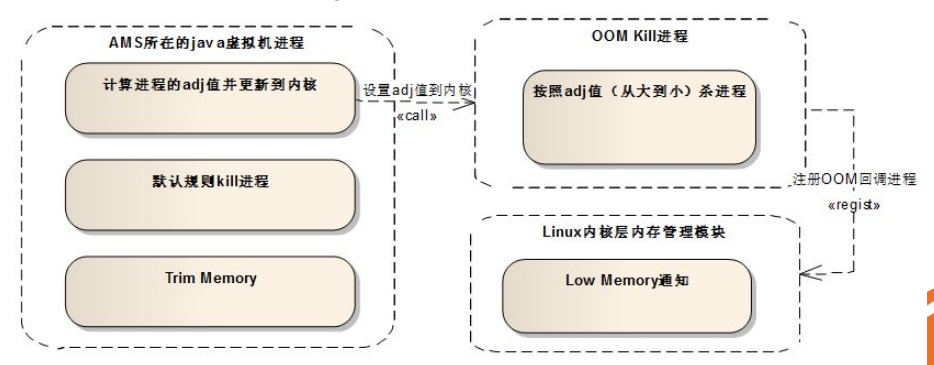 AMS所在的java虚拟机进程
计算进程的adj值并更新到内核
默认规则kill进程
Trim Memory
设置adj值到内核
«call»
OOM Kill进程
按照adj值（从大到小）杀进程
注册OOM回调进程
«regist»
Linux内核层内存管理模块
Low Memory通知